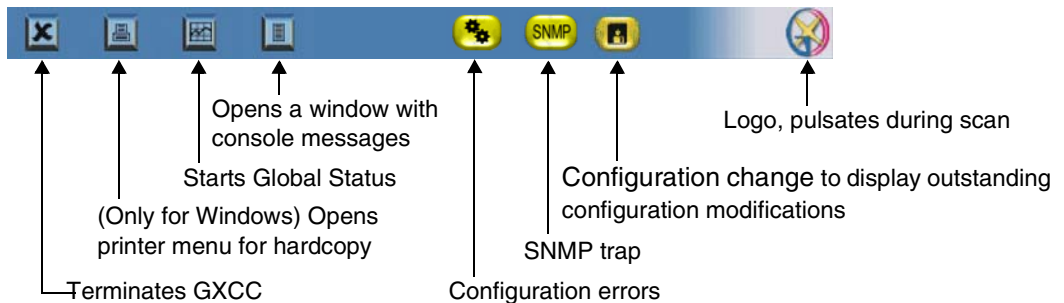 SNMP
Opens a window with
console messages
Logo, pulsates during scan
Starts Global Status
Configuration change to display outstanding
configuration modifications
(Only for Windows) Opens
printer menu for hardcopy
SNMP trap
Terminates GXCC
Configuration errors